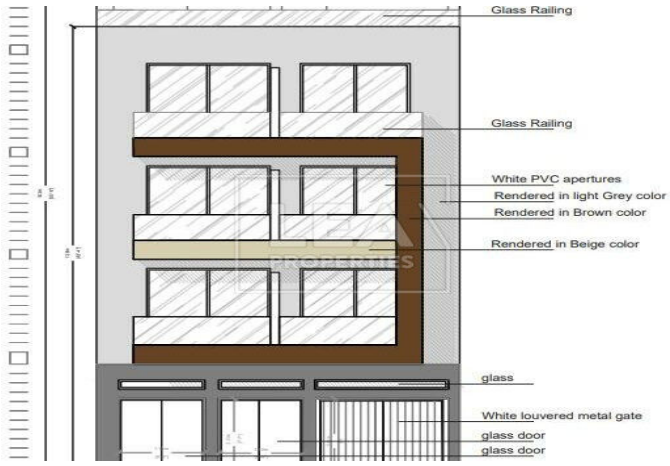 Glass Railing
Glass Railing
White PVC apertures
Rendered in light Grey color
Rendered in Brown color
Rendered in Beige color
LEA
PROPERTIES
glass
White louvered metal gate
glass door
glass door